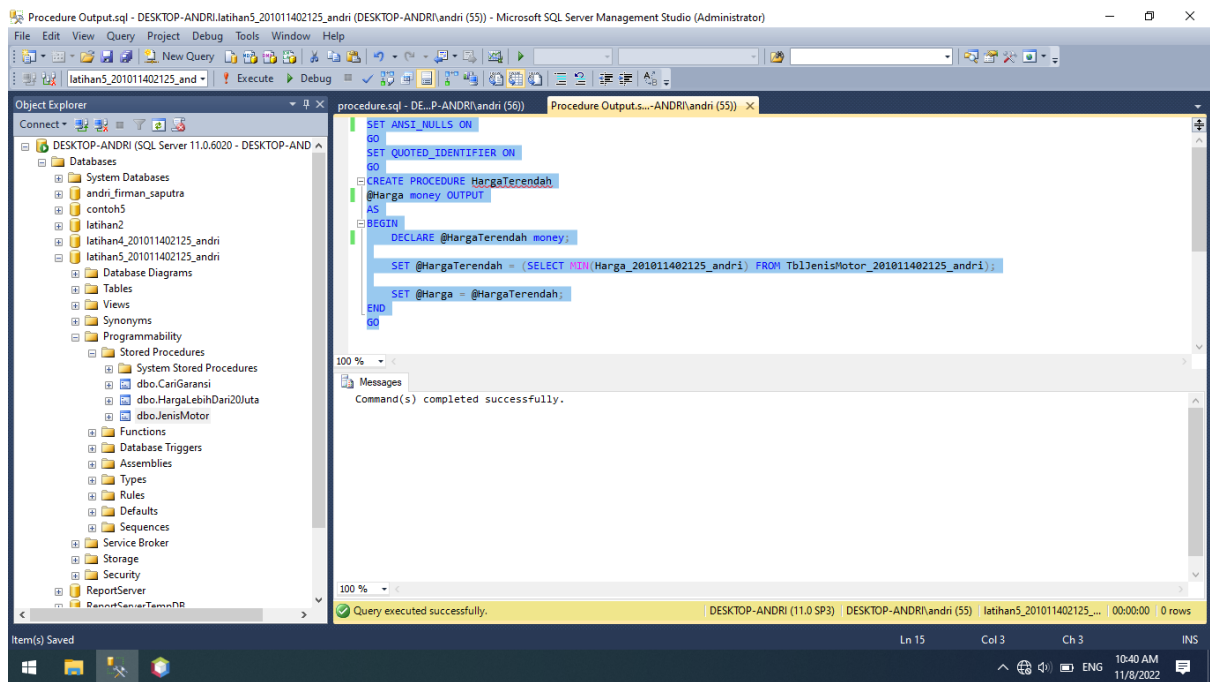 Procedure Output.sql - DESKTOP-ANDRI.latihan5_201011402125_andri (DESKTOP-ANDRI\andri (55)) - Microsoft SQL Server Management Studio (Administrator)
File Edit View Query Project Debug Tools Window Help
New Query
latihan5_201011402125_and Execute Debug
Object Explorer
procedure.sql - DE...P-ANDRI\andri (56)) Procedure Output.s...-ANDRI\andri (55))
Connect
DESKTOP-ANDRI (SQL Server 11.0.6020 - DESKTOP-AND
Databases
System Databases
andri_firman_saputra
contoh5
latihan2
latihan4_201011402125_andri
latihan5_201011402125_andri
Database Diagrams
Tables
Views
Synonyms
Programmability
Stored Procedures
System Stored Procedures
dbo.CariGaransi
dbo.HargaLebihDari20Juta
dbo.JenisMotor
Functions
Database Triggers
Assemblies
Types
Rules
Defaults
Sequences
Service Broker
Storage
Security
ReportServer
ReportServerTempDB
SET ANSI_NULLS ON
GO
SET QUOTED_IDENTIFIER ON
GO
CREATE PROCEDURE HargaTerendah
@Harga money OUTPUT
AS
BEGIN
DECLARE @HargaTerendah money;
SET @HargaTerendah = (SELECT MIN(Harga_201011402125_andri) FROM TblJenisMotor_201011402125_andri);
SET @Harga = @HargaTerendah;
END
GO
100 %
Messages
Command(s) completed successfully.
100 %
Query executed successfully. DESKTOP-ANDRI (11.0 SP3) DESKTOP-ANDRI\andri (55) latihan5_201011402125_... 00:00:00 0 rows
Item(s) Saved Ln 15 Col 3 Ch 3 INS
ENG 10:40 AM
11/8/2022